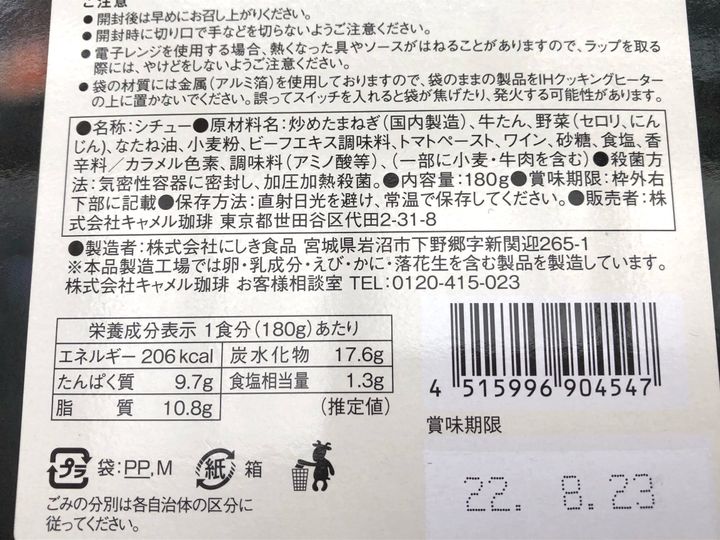 ご注意
●開封後は早めにお召し上がりください。
●開封時に切り口で手などを切らないようご注意ください。
●電子レンジを使用する場合、熱くなった具やソースがはねることがありますので、ラップを取る
際には、やけどをしないようご注意ください。
●袋の材質には金属(アルミ箔)を使用しておりますので、袋のままの製品をIHクッキングヒーター
の上に置かないでください。誤ってスイッチを入れると袋が焦げたり、発火する可能性があります。
●名称:シチュー●原材料名:炒めたまねぎ(国内製造)、牛たん、野菜(セロリ、にん
じん)、なたね油、小麦粉、ビーフエキス調味料、トマトペースト、ワイン、砂糖、食塩、香
辛料/カラメル色素、調味料(アミノ酸等)、(一部に小麦・牛肉を含む)●殺菌方
法:気密性容器に密封し、加圧加熱殺菌。●内容量:180g●賞味期限:枠外右
下部に記載●保存方法:直射日光を避け、常温で保存してください。●販売者:株
式会社キャメル珈琲 東京都世田谷区代田2-31-8
●製造者:株式会社にしき食品 宮城県岩沼市下野郷字新関迎265-1
※本品製造工場では卵・乳成分・えび・かに・落花生を含む製品を製造しています。
株式会社キャメル珈琲 お客様相談室 TEL:0120-415-023
栄養成分表示 1食分(180g)あたり
エネルギー 206kcal 炭水化物 17.6g
たんぱく質 9.7g 食塩相当量 1.3g
脂質 10.8g (推定値)
4 515996 904547
賞味期限
22. 8.23
プラ 袋:PP,M 紙 箱
ごみの分別は各自治体の区分に
従ってください。